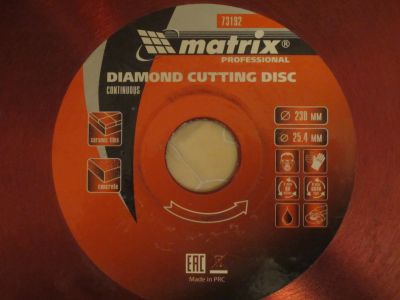 73192
matrix®
PROFESSIONAL
DIAMOND CUTTING DISC
CONTINUOUS
Ø 230 MM
Ø 25.4 MM
ceramic tiles
concrete
EAC
Made in PRC